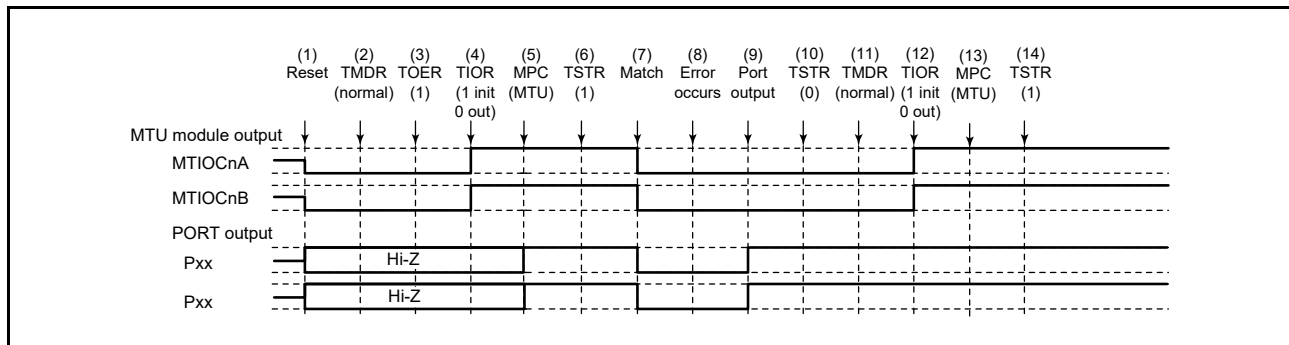 (1) (2) (3) (4) (5) (6) (7) (8) (9) (10) (11) (12) (13) (14)
Reset TMDR TOER TIOR MPC TSTR Match Error Port TSTR TMDR TIOR MPC TSTR
(normal) (1) (1 init (MTU) (1) occurs output (0) (normal) (1 init (MTU) (1)
0 out) 0 out)
MTU module output
MTIOCnA
MTIOCnB
PORT output
Pxx Hi-Z
Pxx Hi-Z